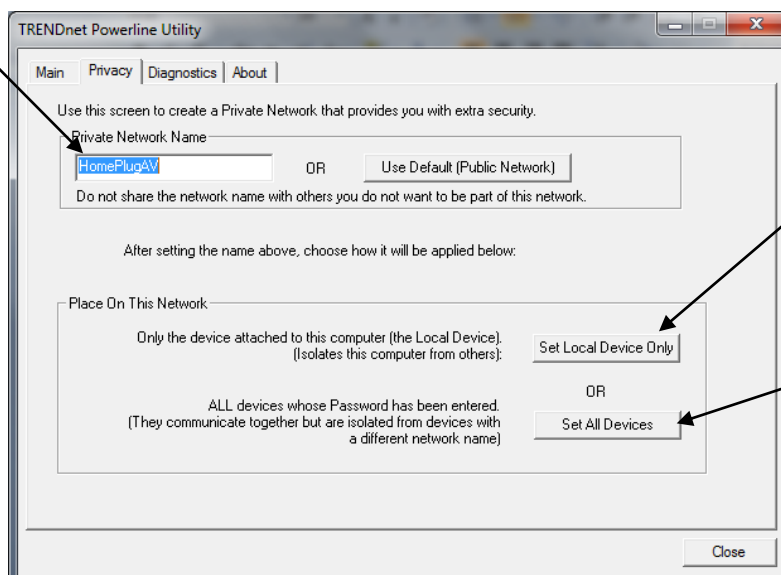 TRENDnet Powerline Utility
Main Privacy Diagnostics About
Use this screen to create a Private Network that provides you with extra security.
Private Network Name
HomePlugAV OR Use Default (Public Network)
Do not share the network name with others you do not want to be part of this network.
After setting the name above, choose how it will be applied below:
Place On This Network
Only the device attached to this computer (the Local Device).
(Isolates this computer from others): Set Local Device Only
OR
ALL devices whose Password has been entered.
(They communicate together but are isolated from devices with Set All Devices
a different network name)
Close